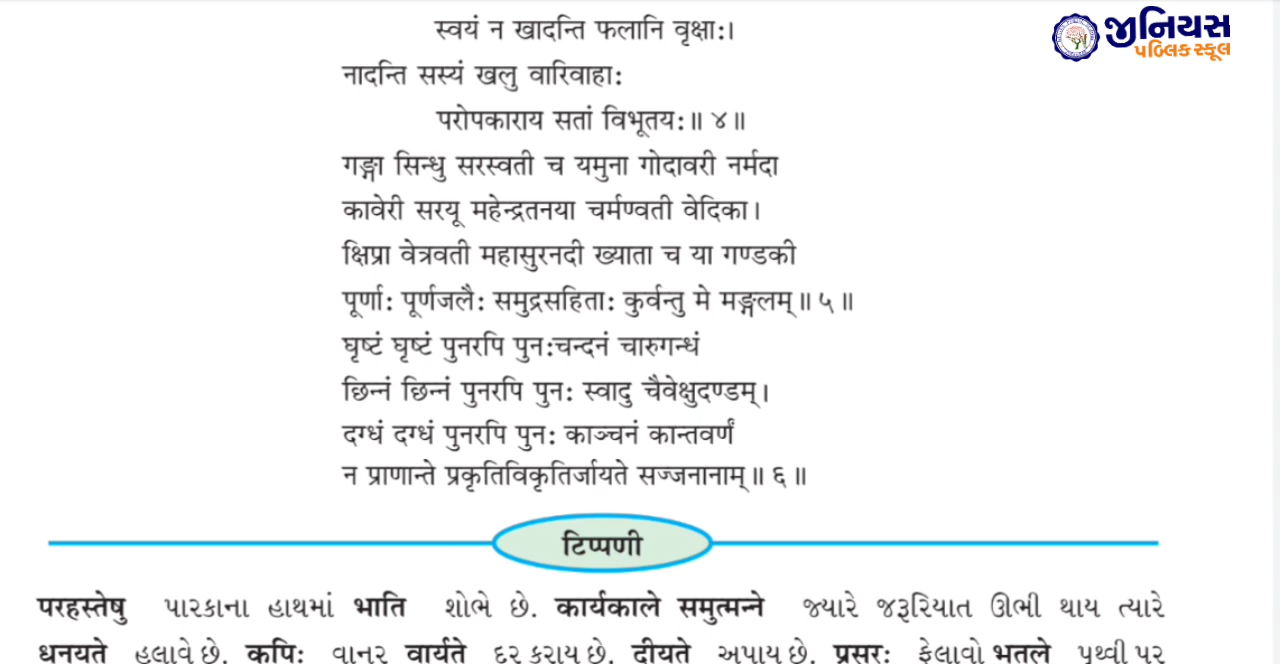 स्वयं न खादन्ति फलानि वृक्षाः।
જીનિયસ
પબ્લિક સ્કૂલ
नादन्ति सस्यं खलु वारिवाहाः
परोपकाराय सतां विभूतयः॥ ४॥
गङ्गा सिन्धु सरस्वती च यमुना गोदावरी नर्मदा
कावेरी सरयू महेन्द्रतनया चर्मण्वती वेदिका।
क्षिप्रा वेत्रवती महासुरनदी ख्याता च या गण्डकी
पूर्णाः पूर्णजलैः समुद्रसहिताः कुर्वन्तु मे मङ्गलम्॥ ५॥
घृष्टं घृष्टं पुनरपि पुनःचन्दनं चारुगन्धं
छिन्नं छिन्नं पुनरपि पुनः स्वादु चैवेक्षुदण्डम्।
दग्धं दग्धं पुनरपि पुनः काञ्चनं कान्तवर्णं
न प्राणान्ते प्रकृतिविकृतिर्जायते सज्जनानाम्॥ ६॥
टिप्पणी
परहस्तेषु પારકાના હાથમાં भाति શોભે છે. कार्यकाले समुत्मन्ने જ્યારે જરૂરિયાત ઊભી થાય ત્યારે
धनयते હલાવે છે. कपिः વાનર वार्यते દૂર કરાય છે. दीयते અપાય છે. प्रसरः ફેલાવો भूतले પૃથ્વી પર